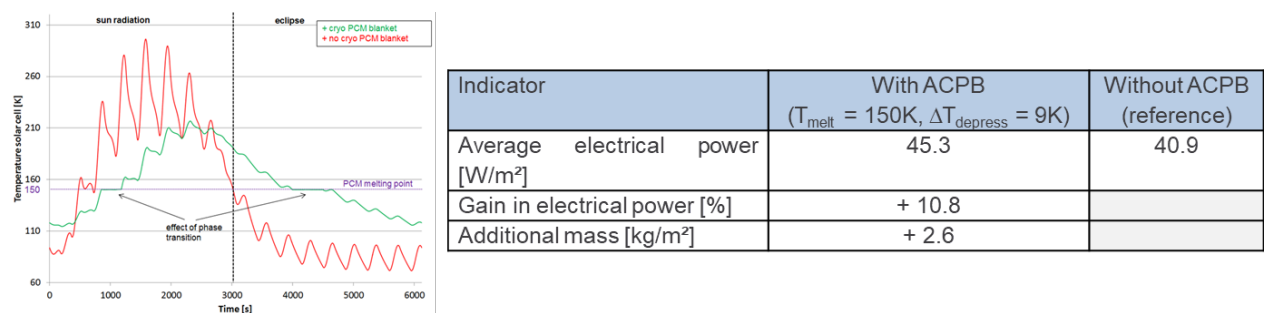 sun radiation
eclipse
+ cryo PCM blanket
+ no cryo PCM blanket
310
260
210
160
150
110
60
Temperature solar cell [K]
PCM melting point
effect of phase
transition
0
1000
2000
3000
4000
5000
6000
Time [s]
Indicator
With ACPB
(Tmelt = 150K, ΔTdepress = 9K)
Without ACPB
(reference)
Average electrical power
[W/m²]
45.3
40.9
Gain in electrical power [%]
+ 10.8
Additional mass [kg/m²]
+ 2.6